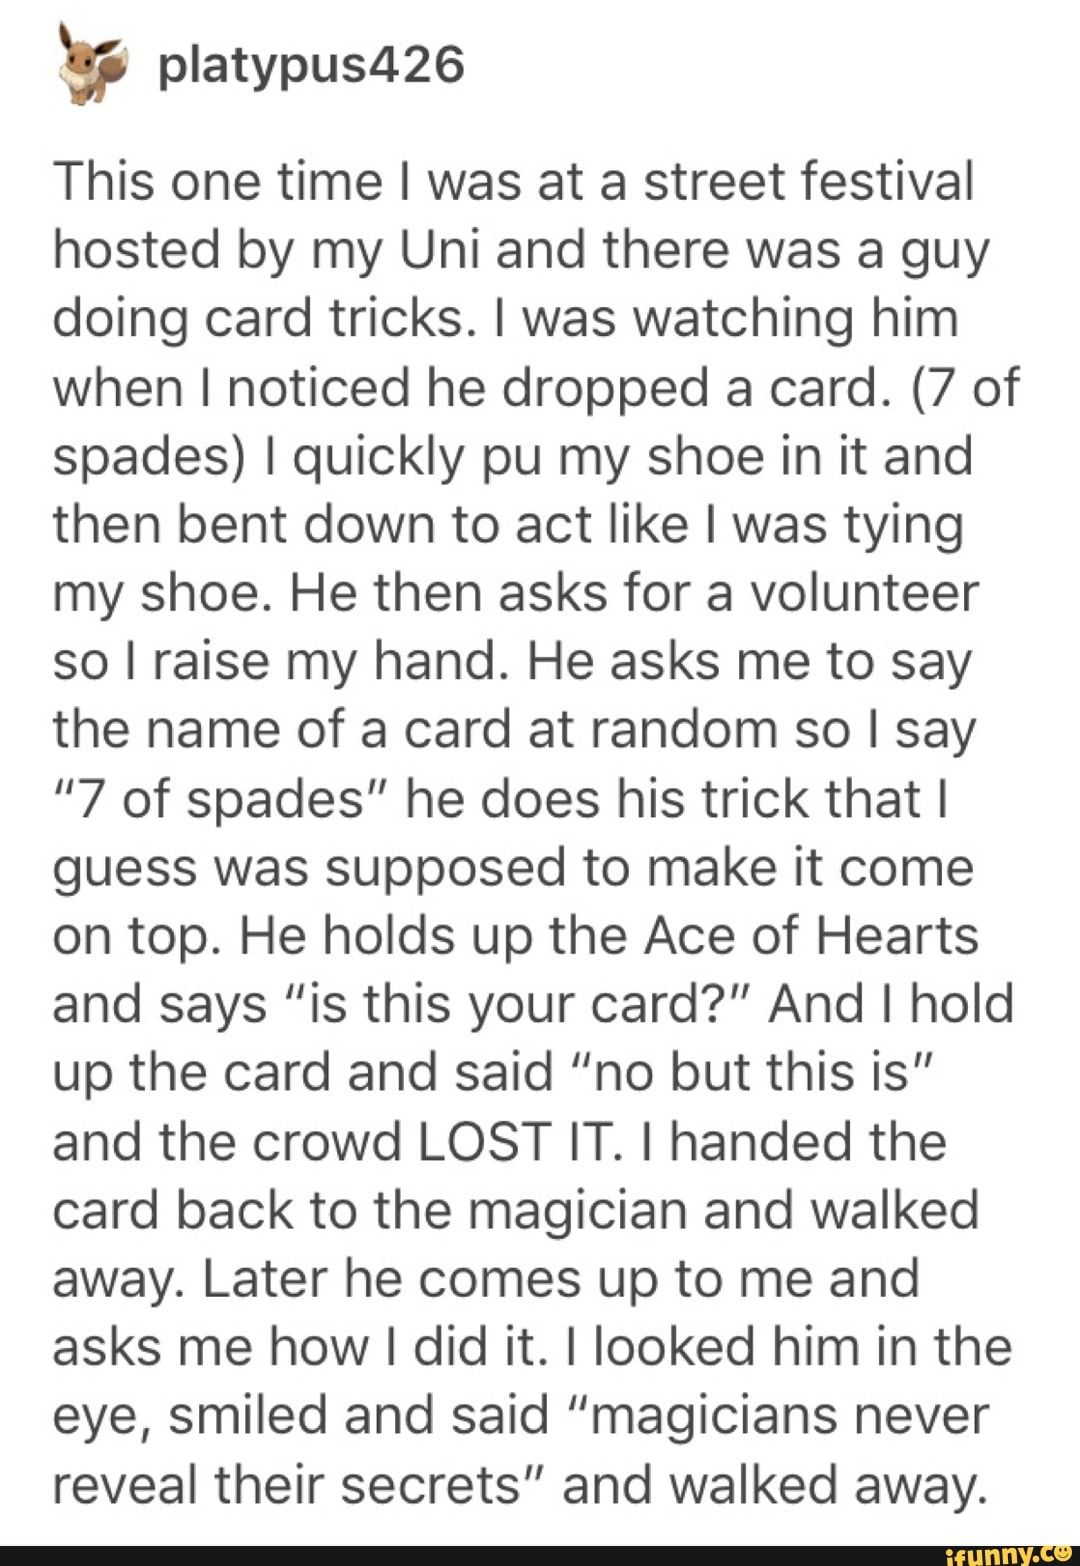 platypus426
This one time I was at a street festival
hosted by my Uni and there was a guy
doing card tricks. I was watching him
when I noticed he dropped a card. (7 of
spades) I quickly pu my shoe in it and
then bent down to act like I was tying
my shoe. He then asks for a volunteer
so I raise my hand. He asks me to say
the name of a card at random so I say
“7 of spades” he does his trick that I
guess was supposed to make it come
on top. He holds up the Ace of Hearts
and says “is this your card?” And I hold
up the card and said “no but this is”
and the crowd LOST IT. I handed the
card back to the magician and walked
away. Later he comes up to me and
asks me how I did it. I looked him in the
eye, smiled and said “magicians never
reveal their secrets” and walked away.
ifunny.co